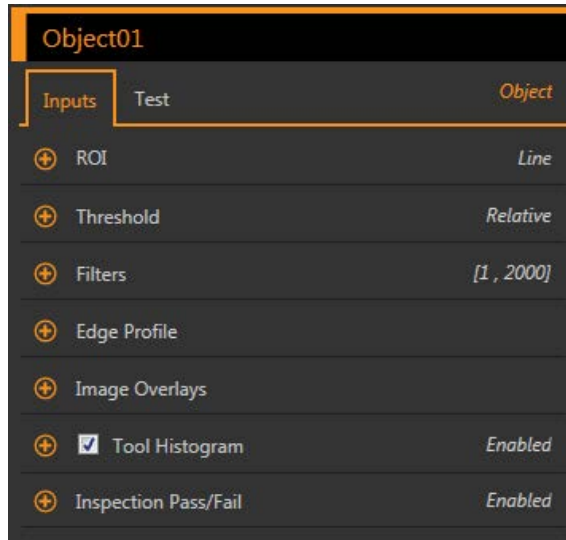 Object01
Inputs Test Object
ROI Line
Threshold Relative
Filters [1 , 2000]
Edge Profile
Image Overlays
Tool Histogram Enabled
Inspection Pass/Fail Enabled